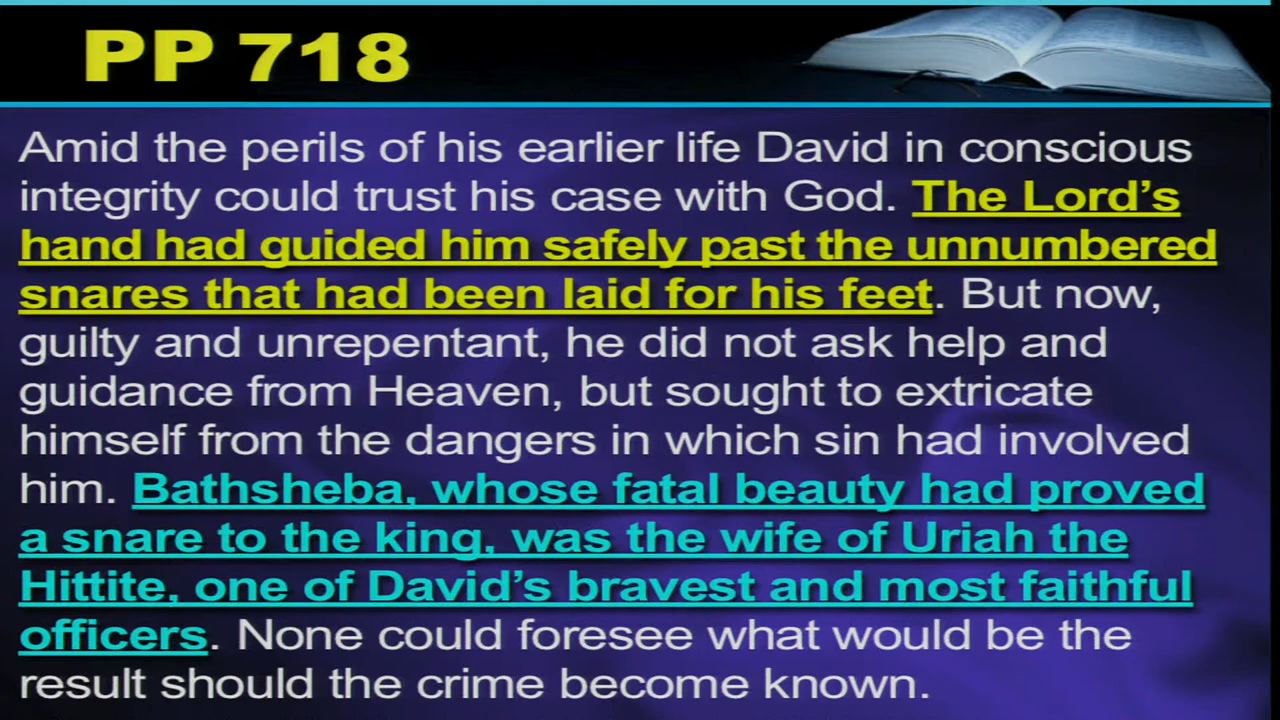 PP 718
Amid the perils of his earlier life David in conscious
integrity could trust his case with God. The Lord’s
hand had guided him safely past the unnumbered
snares that had been laid for his feet. But now,
guilty and unrepentant, he did not ask help and
guidance from Heaven, but sought to extricate
himself from the dangers in which sin had involved
him. Bathsheba, whose fatal beauty had proved
a snare to the king, was the wife of Uriah the
Hittite, one of David’s bravest and most faithful
officers. None could foresee what would be the
result should the crime become known.